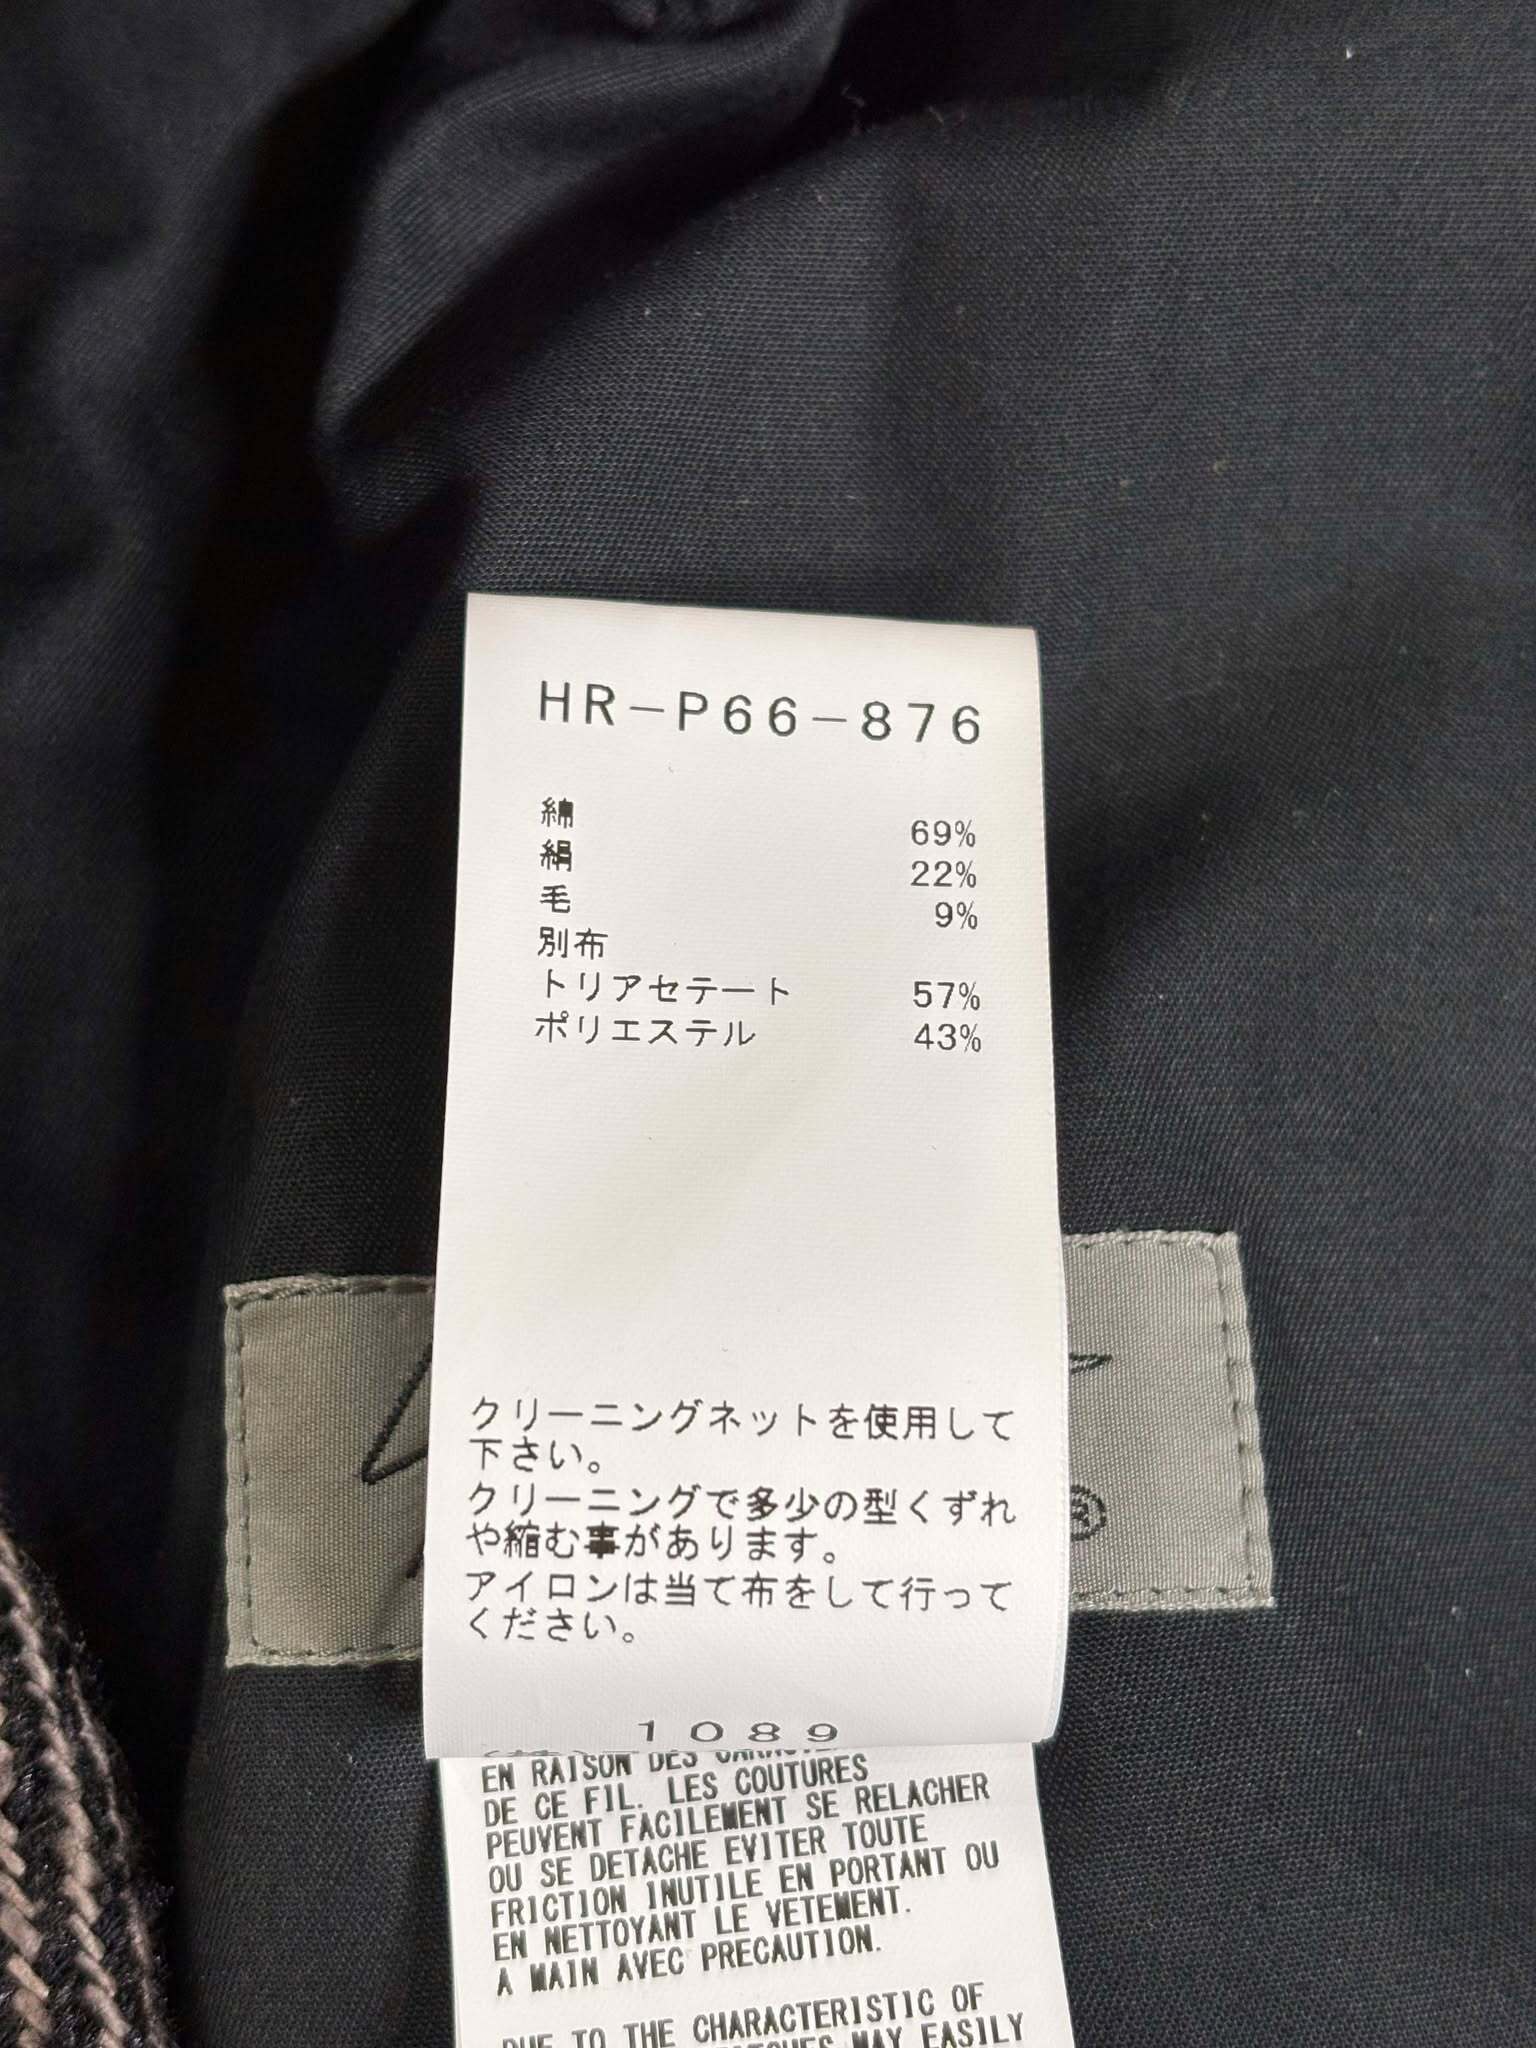 HR-P66-876
綿 69%
絹 22%
毛 9%
別布
トリアセテート 57%
ポリエステル 43%
クリーニングネットを使用して
下さい。
クリーニングで多少の型くずれ
や縮む事があります。
アイロンは当て布をして行って
ください。
1089
EN RAISON DES
DE CE FIL. LES COUTURES
PEUVENT FACILEMENT SE RELACHER
OU SE DETACHE EVITER TOUTE
FRICTION INUTILE EN PORTANT OU
EN NETTOYANT LE VETEMENT.
A MAIN AVEC PRECAUTION.
DUE TO THE CHARACTERISTIC OF
MAY EASILY
®